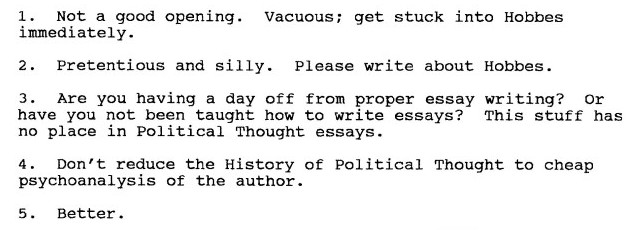 1.  Not a good opening.  Vacuous; get stuck into Hobbes
immediately.
2.  Pretentious and silly.  Please write about Hobbes.
3.  Are you having a day off from proper essay writing?  Or
have you not been taught how to write essays?  This stuff has
no place in Political Thought essays.
4.  Don't reduce the History of Political Thought to cheap
psychoanalysis of the author.
5.  Better.